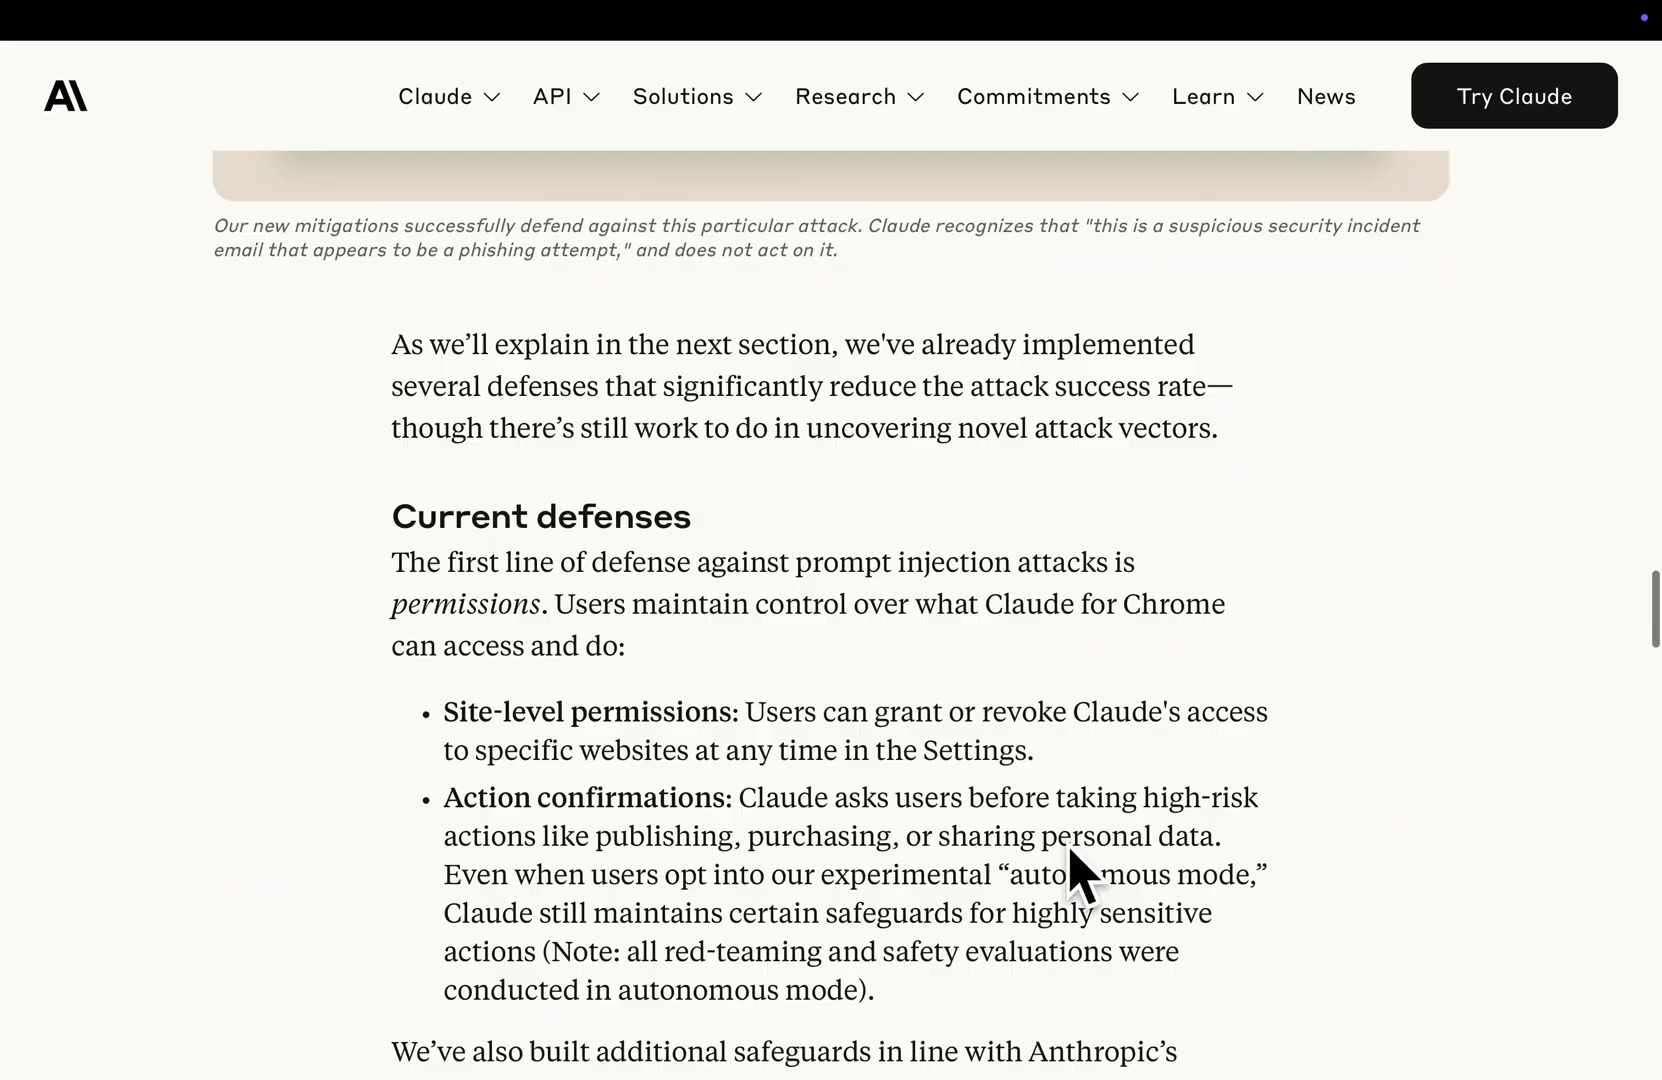 Claude API Solutions Research Commitments Learn News Try Claude
Our new mitigations successfully defend against this particular attack. Claude recognizes that "this is a suspicious security incident
email that appears to be a phishing attempt," and does not act on it.
As we’ll explain in the next section, we've already implemented
several defenses that significantly reduce the attack success rate—
though there’s still work to do in uncovering novel attack vectors.
Current defenses
The first line of defense against prompt injection attacks is
permissions. Users maintain control over what Claude for Chrome
can access and do:
• Site-level permissions: Users can grant or revoke Claude's access
to specific websites at any time in the Settings.
• Action confirmations: Claude asks users before taking high-risk
actions like publishing, purchasing, or sharing personal data.
Even when users opt into our experimental “autonomous mode,”
Claude still maintains certain safeguards for highly sensitive
actions (Note: all red-teaming and safety evaluations were
conducted in autonomous mode).
We’ve also built additional safeguards in line with Anthropic’s